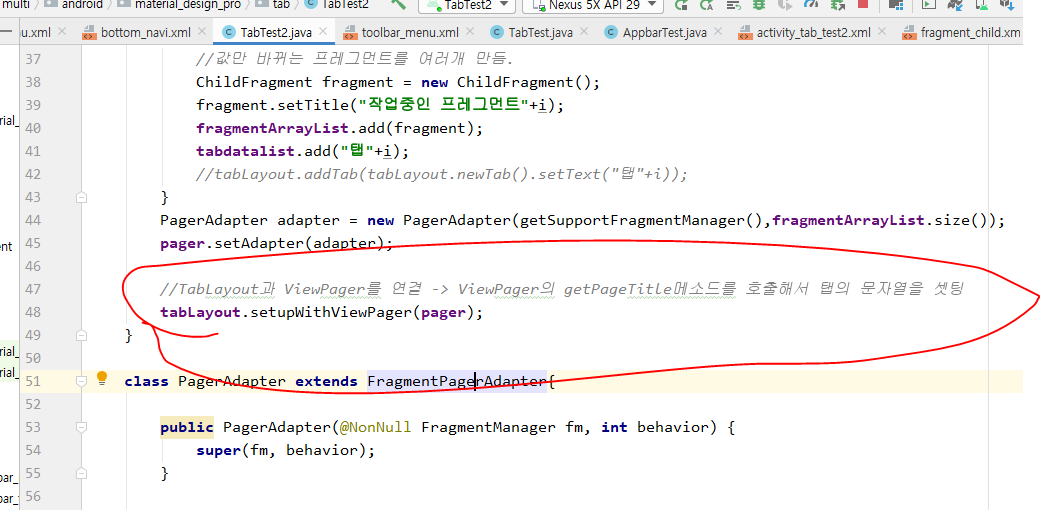 multi
android
material_design_pro
tab
TabTest2
TabTest2
Nexus 5X API 29
u.xml
bottom_navi.xml
TabTest2.java
toolbar_menu.xml
TabTest.java
AppbarTest.java
activity_tab_test2.xml
fragment_child.xm
37 //값만 바뀌는 프레그먼트를 여러개 만듬.
38 ChildFragment fragment = new ChildFragment();
39 fragment.setTitle("작업중인 프레그먼트"+i);
40 fragmentArrayList.add(fragment);
41 tabdatalist.add("탭"+i);
42 //tabLayout.addTab(tabLayout.newTab().setText("탭"+i));
43 }
44 PagerAdapter adapter = new PagerAdapter(getSupportFragmentManager(),fragmentArrayList.size());
45 pager.setAdapter(adapter);
46
47 //TabLayout과 ViewPager를 연결 -> ViewPager의 getPageTitle메소드를 호출해서 탭의 문자열을 셋팅
48 tabLayout.setupWithViewPager(pager);
49 }
50
51 class PagerAdapter extends FragmentPagerAdapter{
52
53 public PagerAdapter(@NonNull FragmentManager fm, int behavior) {
54 super(fm, behavior);
55 }
56
rial_
ent
rial_
rial_
bar_
bar_